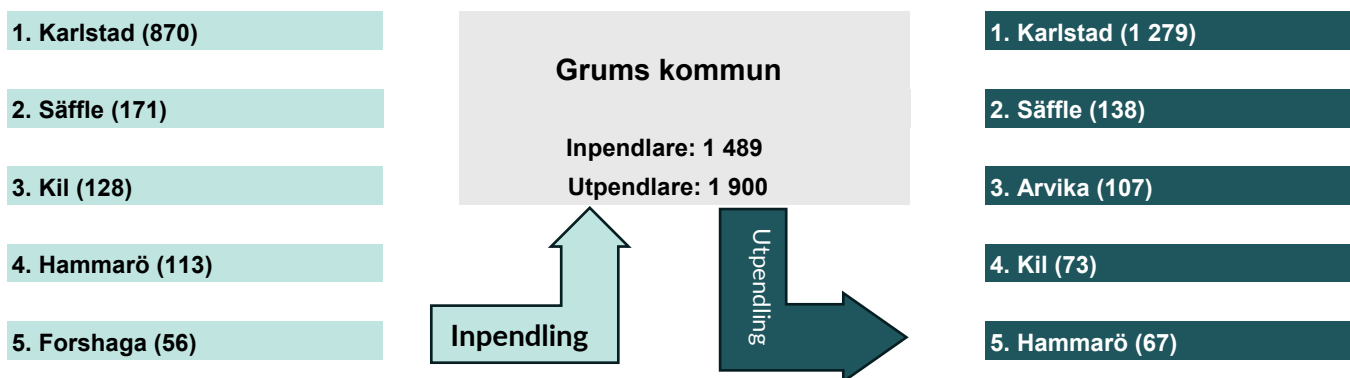 1. Karlstad (870)
2. Säffle (171)
3. Kil (128)
4. Hammarö (113)
5. Forshaga (56)
Grums kommun
Inpendlare: 1 489
Utpendlare: 1 900
Inpendling
Utpendling
1. Karlstad (1 279)
2. Säffle (138)
3. Arvika (107)
4. Kil (73)
5. Hammarö (67)